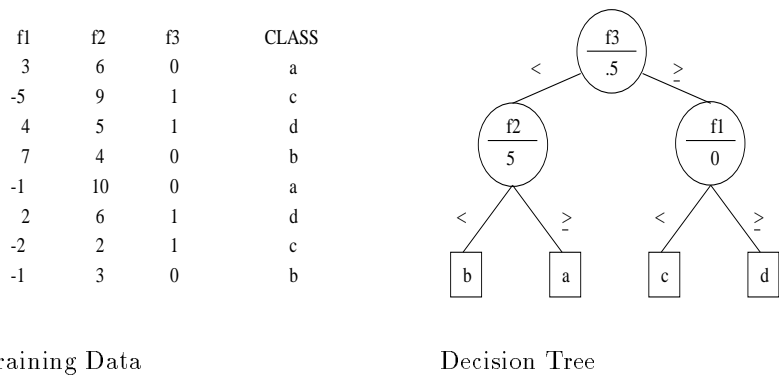 f1 f2 f3 CLASS
3 6 0 a
-5 9 1 c
4 5 1 d
7 4 0 b
-1 10 0 a
2 6 1 d
-2 2 1 c
-1 3 0 b
raining Data
f3
.5
< ≥
f2
5
f1
0
< ≥ < ≥
b a c d
Decision Tree